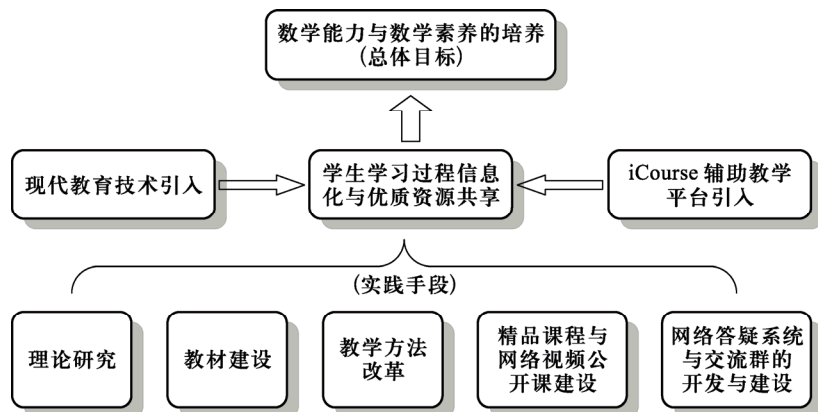 数学能力与数学素养的培养
(总体目标)
现代教育技术引入
学生学习过程信息
化与优质资源共享
iCourse 辅助教学
平台引入
(实践手段)
理论研究
教材建设
教学方法
改革
精品课程与
网络视频公
开课建设
网络答疑系统
与交流群的
开发与建设